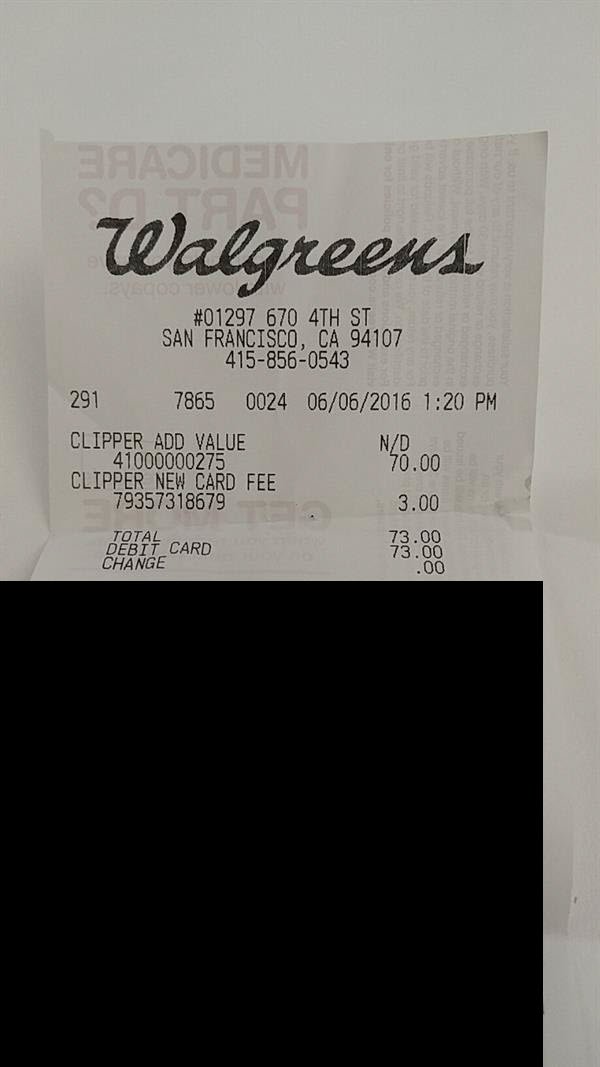 Walgreens
#01297 670 4TH ST
SAN FRANCISCO, CA 94107
415-856-0543
291 7865 0024 06/06/2016 1:20 PM
CLIPPER ADD VALUE N/D
41000000275 70.00
CLIPPER NEW CARD FEE
79357318679 3.00
TOTAL 73.00
DEBIT CARD 73.00
CHANGE .00
MEDICARE
PART D?